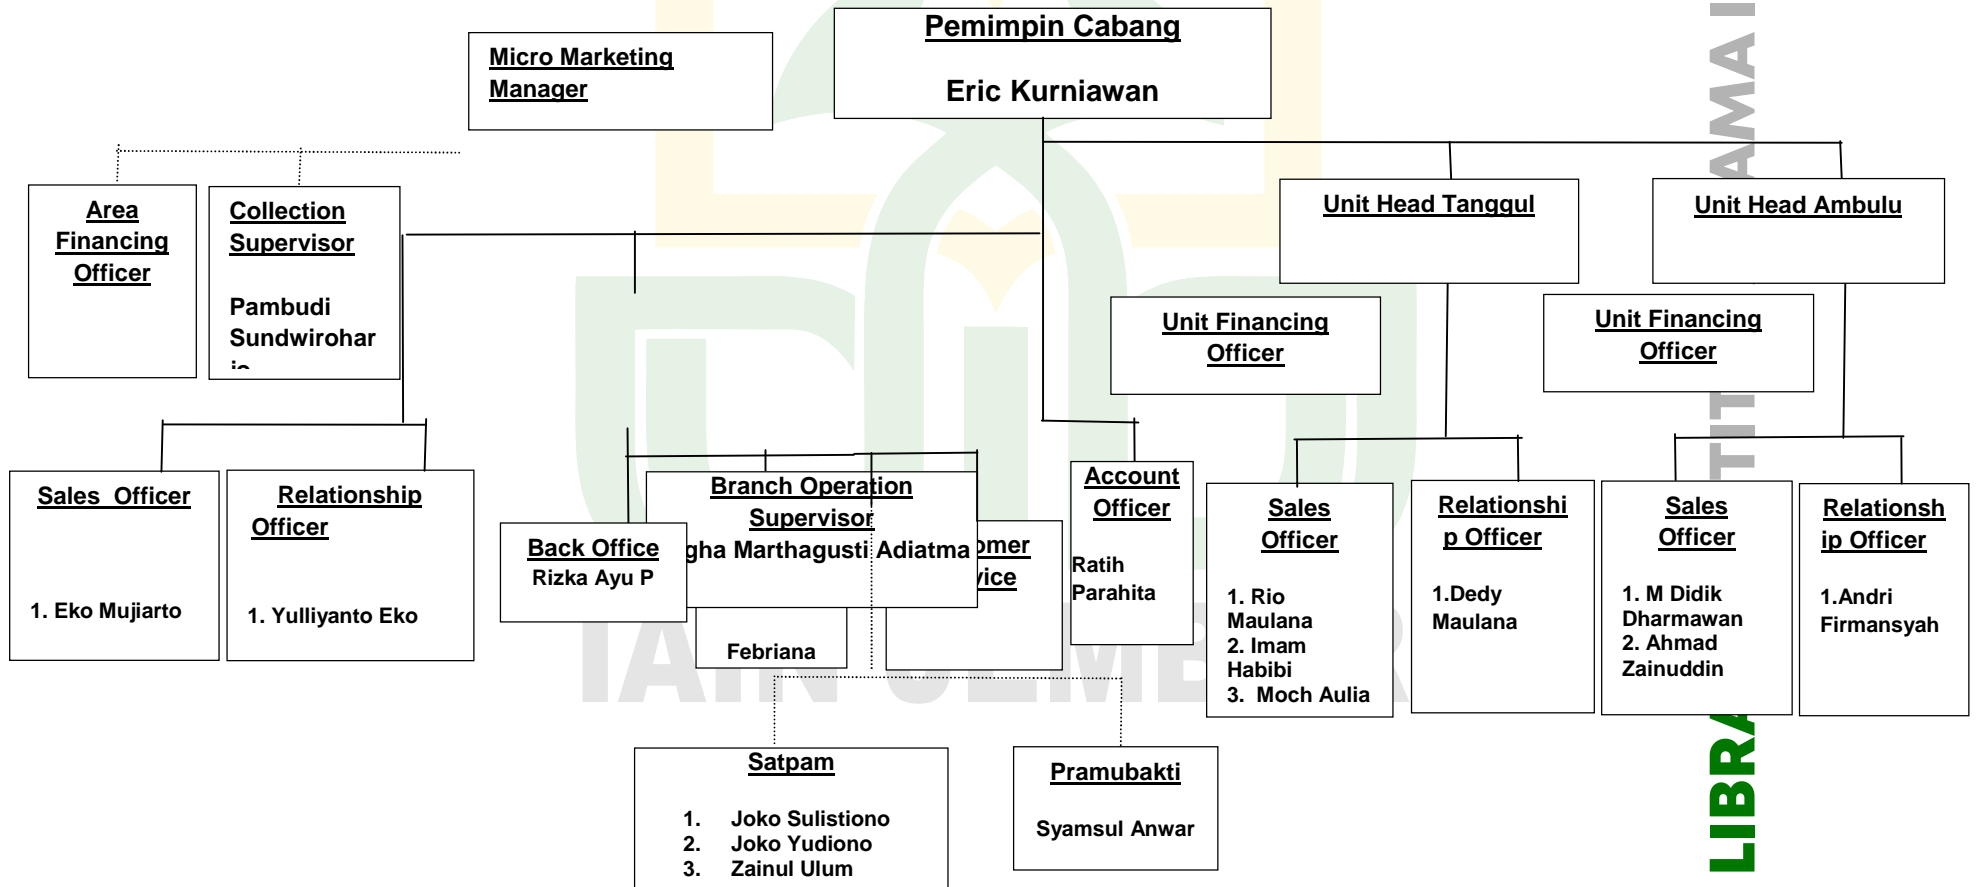 Pemimpin Cabang
Eric Kurniawan
Micro Marketing
Manager
Area
Financing
Officer
Collection
Supervisor
Pambudi
Sundwirohar
Unit Head Tanggul
Unit Head Ambulu
Unit Financing
Officer
Unit Financing
Officer
Sales Officer
1. Eko Mujiarto
Relationship
Officer
1. Yulliyanto Eko
Back Office
Rizka Ayu P
Branch Operation
Supervisor
Marthagusti Adiatma
Febriana
Account
Officer
Ratih
Parahita
Sales
Officer
1. Rio
Maulana
2. Imam
Habibi
3. Moch Aulia
Relationshi
p Officer
1.Dedy
Maulana
Sales
Officer
1. M Didik
Dharmawan
2. Ahmad
Zainuddin
Relationsh
ip Officer
1.Andri
Firmansyah
Satpam
1. Joko Sulistiono
2. Joko Yudiono
3. Zainul Ulum
Pramubakti
Syamsul Anwar
IAIN